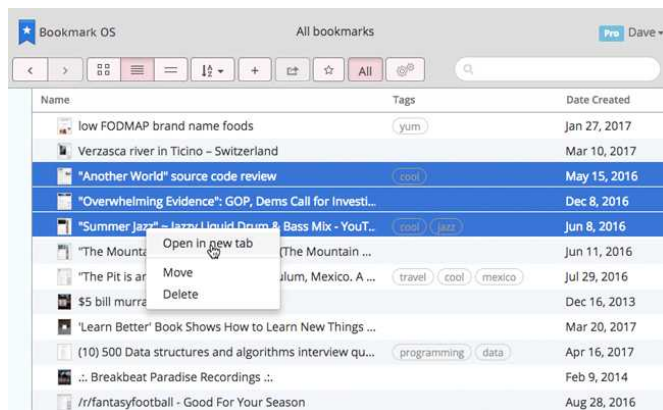 Bookmark OS All bookmarks Pro Dave
All
Name Tags Date Created
low FODMAP brand name foods yum Jan 27, 2017
Verzasca river in Ticino – Switzerland Mar 10, 2017
"Another World" source code review cool May 15, 2016
"Overwhelming Evidence": GOP, Dems Call for Investi... Dec 8, 2016
"Summer Jazz" ~ Jazzy Liquid Drum & Bass Mix - YouT.. cool jazz Jun 8, 2016
Open in new tab
"The Mounta (The Mountain ... Jun 11, 2016
Move
"The Pit is ar ulum, Mexico. A ... travel cool mexico Jul 29, 2016
Delete
$5 bill murra Dec 16, 2013
'Learn Better' Book Shows How to Learn New Things ... Mar 20, 2017
(10) 500 Data structures and algorithms interview qu... programming data Apr 16, 2017
.:. Breakbeat Paradise Recordings .:. Feb 9, 2014
/r/fantasyfootball - Good For Your Season Aug 28, 2016